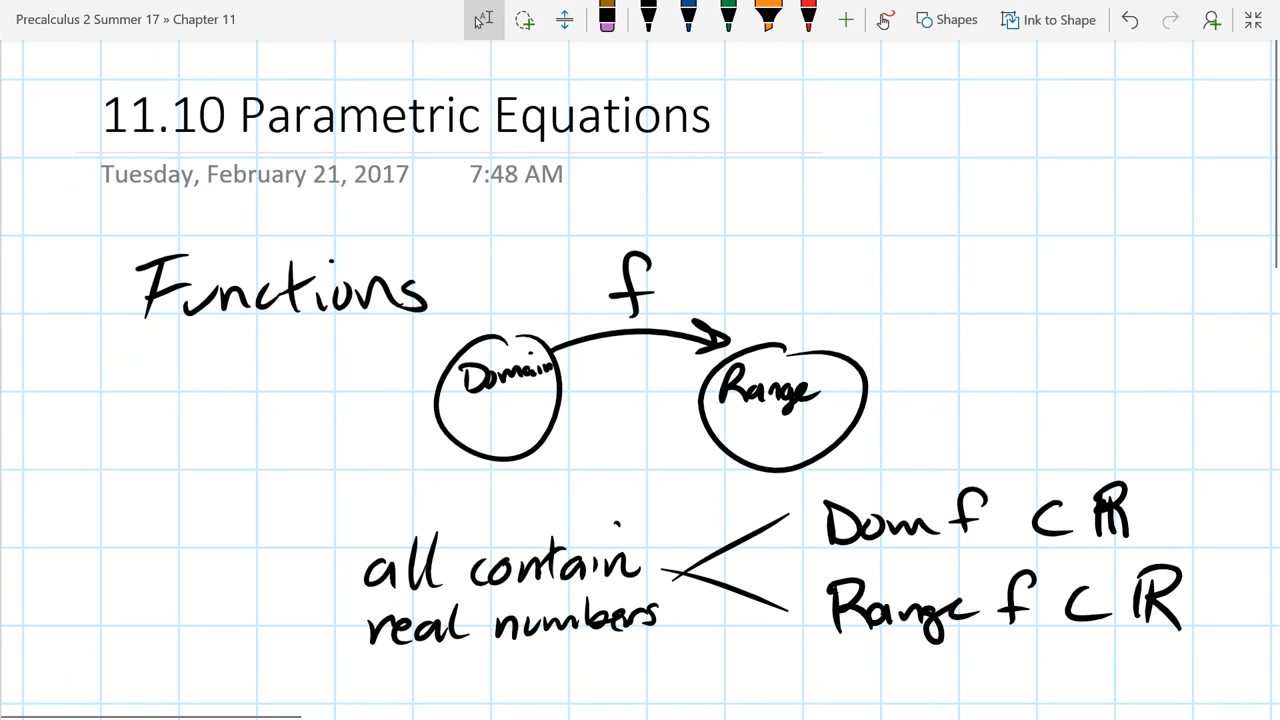 Precalculus 2 Summer 17 » Chapter 11
Shapes
Ink to Shape
11.10 Parametric Equations
Tuesday, February 21, 2017 7:48 AM
Functions
f
Domain
Range
all contain
real numbers
Dom f ⊂ ℝ
Range f ⊂ ℝ